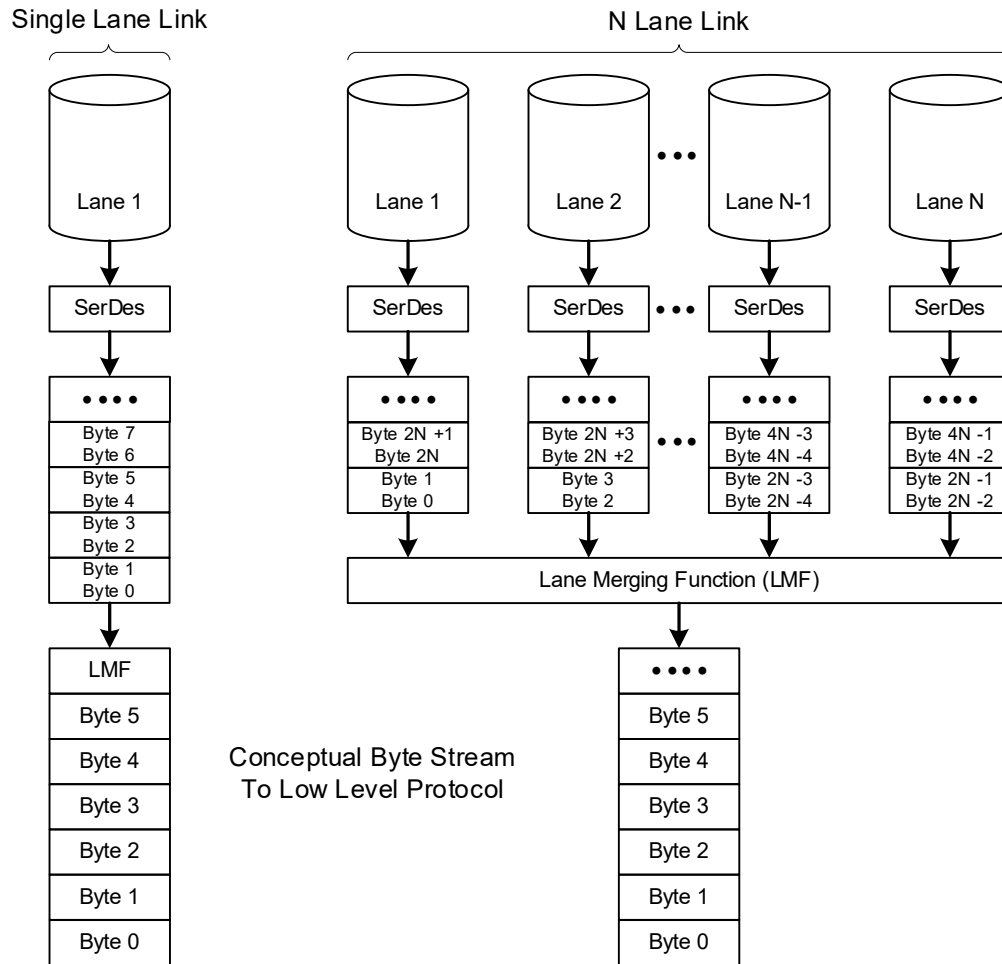 Single Lane Link
N Lane Link
Lane 1
Lane 1
Lane 2
Lane N-1
Lane N
SerDes
SerDes
SerDes
SerDes
SerDes
Byte 7
Byte 6
Byte 5
Byte 4
Byte 3
Byte 2
Byte 1
Byte 0
Byte 2N +1
Byte 2N
Byte 1
Byte 0
Byte 2N +3
Byte 2N +2
Byte 3
Byte 2
Byte 4N -3
Byte 4N -4
Byte 2N -3
Byte 2N -4
Byte 4N -1
Byte 4N -2
Byte 2N -1
Byte 2N -2
Lane Merging Function (LMF)
LMF
Byte 5
Byte 4
Byte 3
Byte 2
Byte 1
Byte 0
Conceptual Byte Stream
To Low Level Protocol
Byte 5
Byte 4
Byte 3
Byte 2
Byte 1
Byte 0